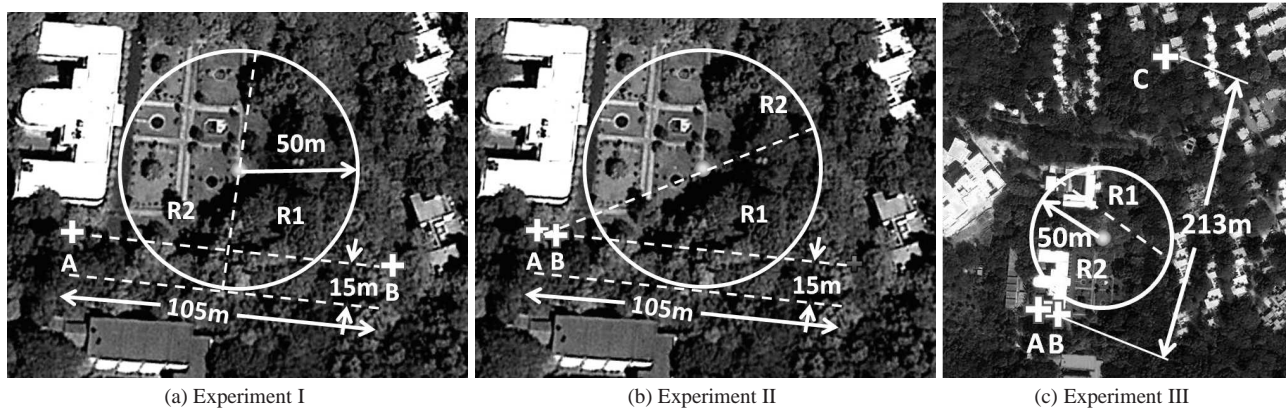 50m
R2
R1
A
B
15m
105m
(a) Experiment I
R2
R1
A B
15m
105m
(b) Experiment II
C
R1
50m
213m
R2
A B
(c) Experiment III